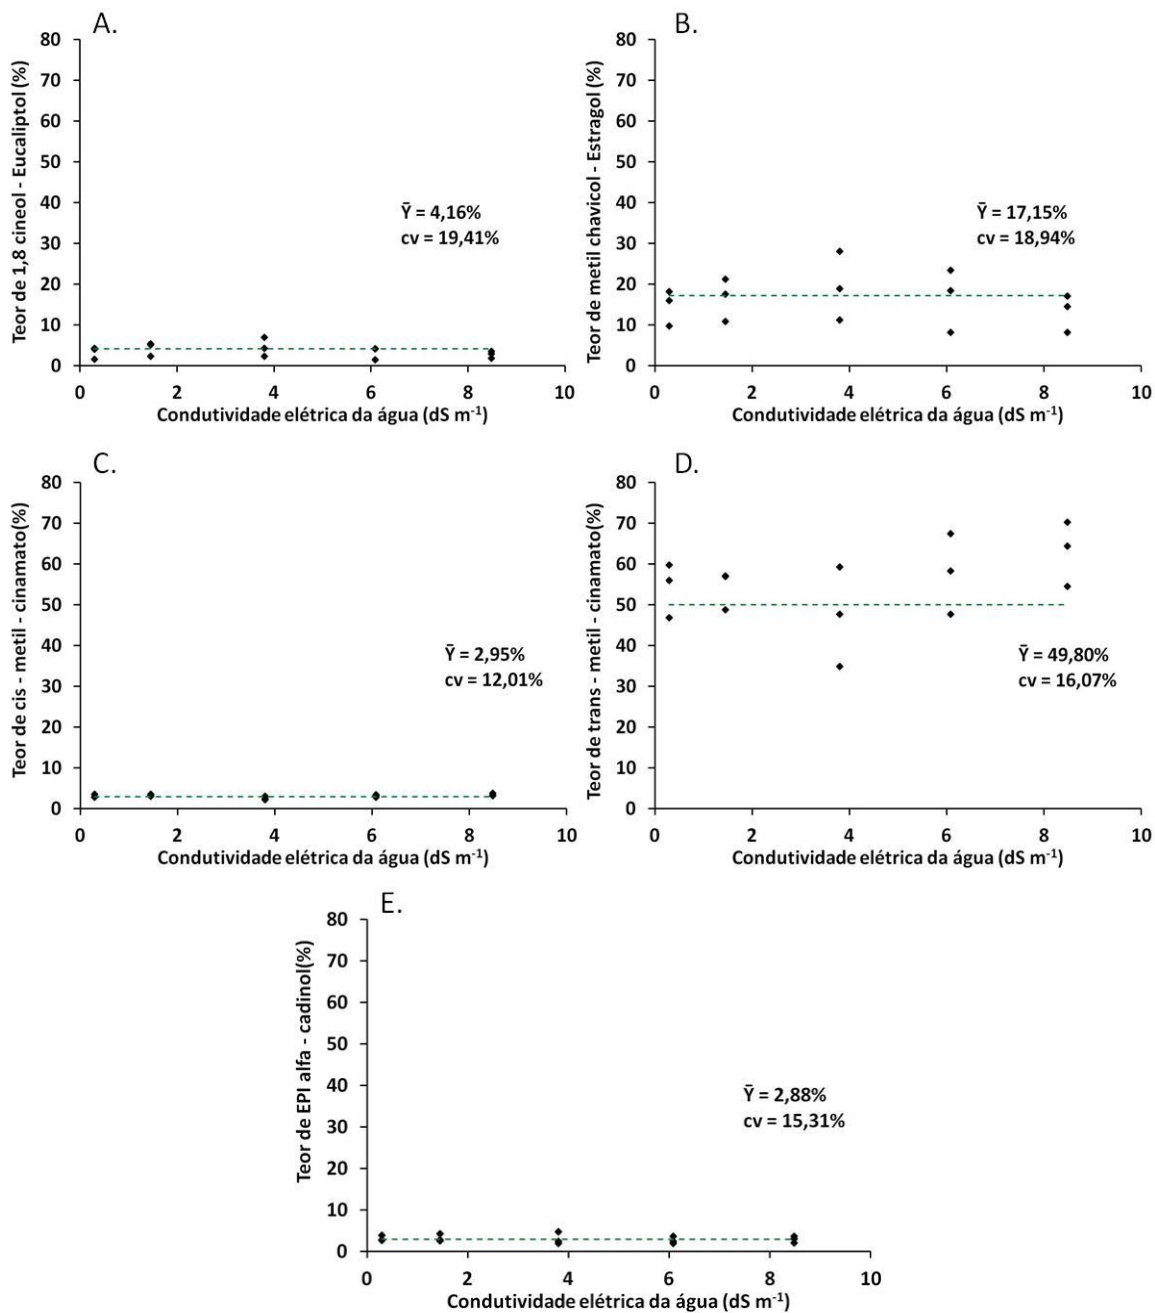 A.
Teor de 1,8 cineol - Eucaliptol (%)
80
70
60
50
40
30
20
10
0
Ȳ = 4,16%
cv = 19,41%
0 2 4 6 8 10
Condutividade elétrica da água (dS m⁻¹)
B.
Teor de metil chavicol - Estragol (%)
80
70
60
50
40
30
20
10
0
Ȳ = 17,15%
cv = 18,94%
0 2 4 6 8 10
Condutividade elétrica da água (dS m⁻¹)
C.
Teor de cis - metil - cinamato(%)
80
70
60
50
40
30
20
10
0
Ȳ = 2,95%
cv = 12,01%
0 2 4 6 8 10
Condutividade elétrica da água (dS m⁻¹)
D.
Teor de trans - metil - cinamato(%)
80
70
60
50
40
30
20
10
0
Ȳ = 49,80%
cv = 16,07%
0 2 4 6 8 10
Condutividade elétrica da água (dS m⁻¹)
E.
Teor de EPI alfa - cadinol(%)
80
70
60
50
40
30
20
10
0
Ȳ = 2,88%
cv = 15,31%
0 2 4 6 8 10
Condutividade elétrica da água (dS m⁻¹)